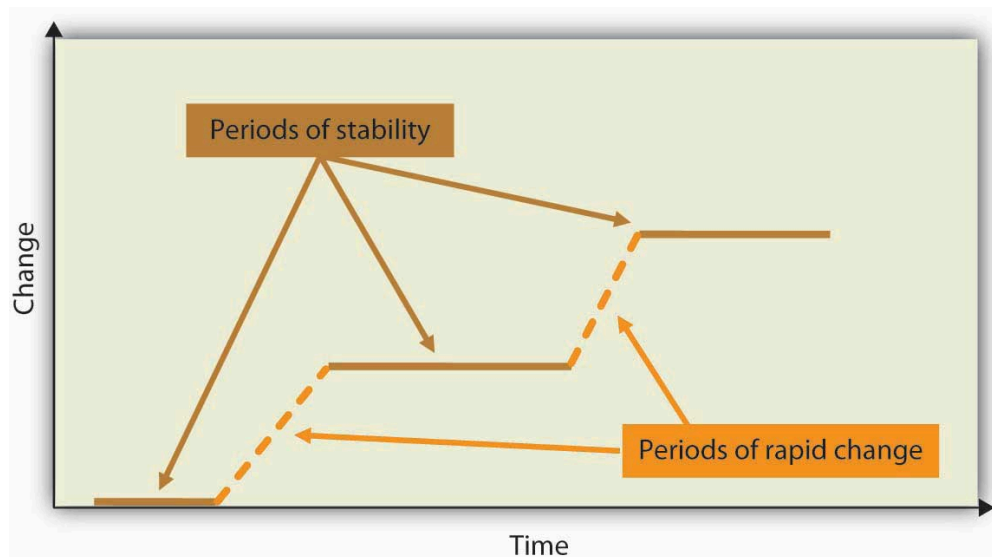 Periods of stability
Change
Periods of rapid change
Time